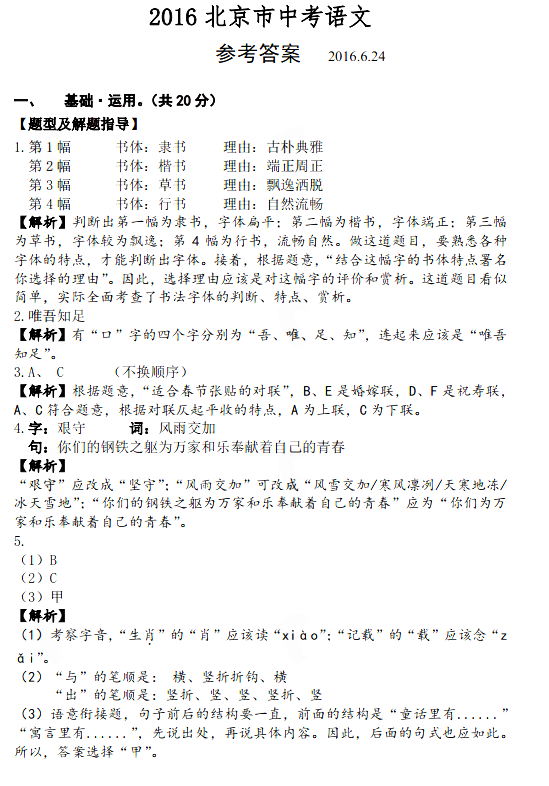 2016 北京市中考语文
参考答案 2016.6.24
一、 基础·运用。（共 20 分）
【题型及解题指导】
1. 第 1 幅 书体：隶书 理由：古朴典雅
第 2 幅 书体：楷书 理由：端正周正
第 3 幅 书体：草书 理由：飘逸洒脱
第 4 幅 书体：行书 理由：自然流畅
【解析】判断出第一幅为隶书，字体扁平；第二幅为楷书，字体端正；第三幅
为草书，字体较为飘逸；第 4 幅为行书，流畅自然。做这道题目，要熟悉各种
字体的特点，才能判断出字体。接着，根据题意，“结合这幅字的书体特点署名
你选择的理由”。因此，选择理由应该是对这幅字的评价和赏析。这道题目看似
简单，实际全面考查了书法字体的判断、特点、赏析。
2. 唯吾知足
【解析】有“口”字的四个字分别为“吾、唯、足、知”，连起来应该是“唯吾
知足”。
3. A、 C （不换顺序）
【解析】根据题意，“适合春节张贴的对联”，B、E 是婚嫁联，D、F 是祝寿联，
A、C 符合题意，根据对联仄起平收的特点，A 为上联，C 为下联。
4. 字：艰守 词：风雨交加
句：你们的钢铁之躯为万家和乐奉献着自己的青春
【解析】
“艰守”应改成“坚守”；“风雨交加”可改成“风雪交加/寒风凛冽/天寒地冻/
冰天雪地”；“你们的钢铁之躯为万家和乐奉献着自己的青春”应为“你们为万
家和乐奉献着自己的青春”。
5.
（1）B
（2）C
（3）甲
【解析】
（1）考察字音，“生肖”的“肖”应该读“xiào”；“记载”的“载”应该念“z
ǎi”。
（2）“与”的笔顺是： 横、竖折折钩、横
“出”的笔顺是：竖折、竖、竖、竖折、竖
（3）语意衔接题，句子前后的结构要一直，前面的结构是“童话里有......”
“寓言里有......”，先说出处，再说具体内容。因此，后面的句式也应如此。
所以，答案选择“甲”。